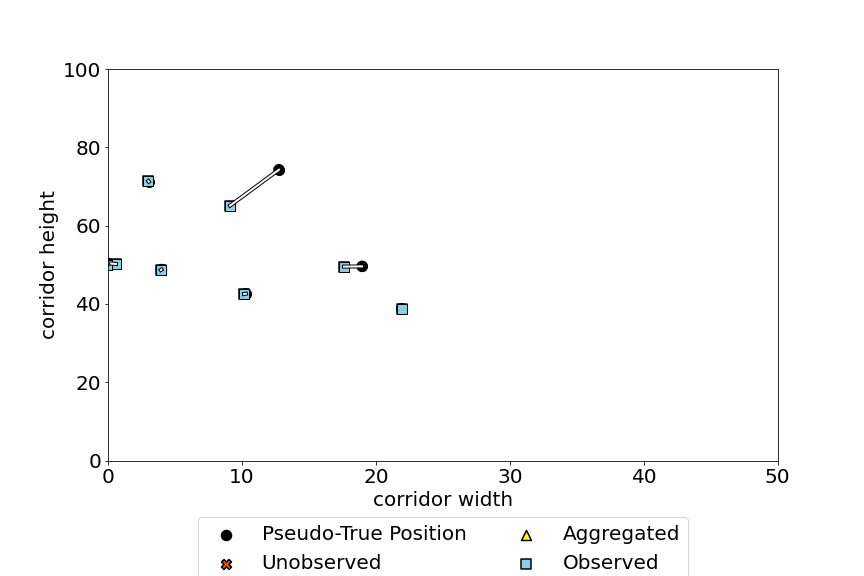 100
80
60
40
20
0
corridor height
0 10 20 30 40 50
corridor width
Pseudo-True Position Aggregated
Unobserved Observed